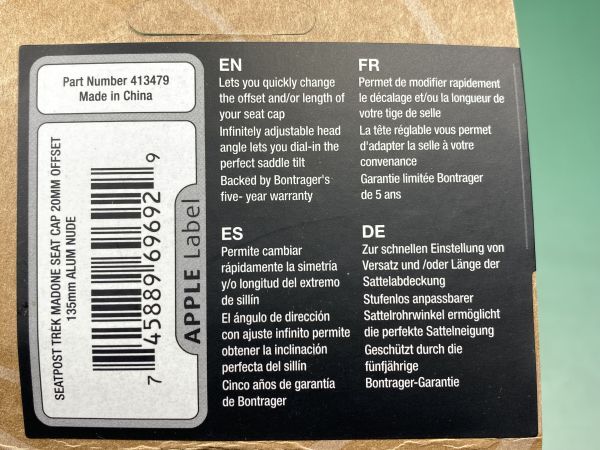 Part Number 413479
Made in China
SEATPOST TREK MADONE SEAT CAP 20MM OFFSET
135mm ALUM NUDE
7 45889 69692 9
APPLE Label
EN
Lets you quickly change
the offset and/or length of
your seat cap
Infinitely adjustable head
angle lets you dial-in the
perfect saddle tilt
Backed by Bontrager's
five- year warranty
FR
Permet de modifier rapidement
le décalage et/ou la longueur de
votre tige de selle
La tête réglable vous permet
d'adapter la selle à votre
convenance
Garantie limitée Bontrager
de 5 ans
ES
Permite cambiar
rápidamente la simetría
y/o longitud del extremo
de sillín
El ángulo de dirección
con ajuste infinito permite
obtener la inclinación
perfecta del sillín
Cinco años de garantía
de Bontrager
DE
Zur schnellen Einstellung von
Versatz und /oder Länge der
Sattelabdeckung
Stufenlos anpassbarer
Sattelrohrwinkel ermöglicht
die perfekte Sattelneigung
Geschützt durch die
fünfjährige
Bontrager-Garantie